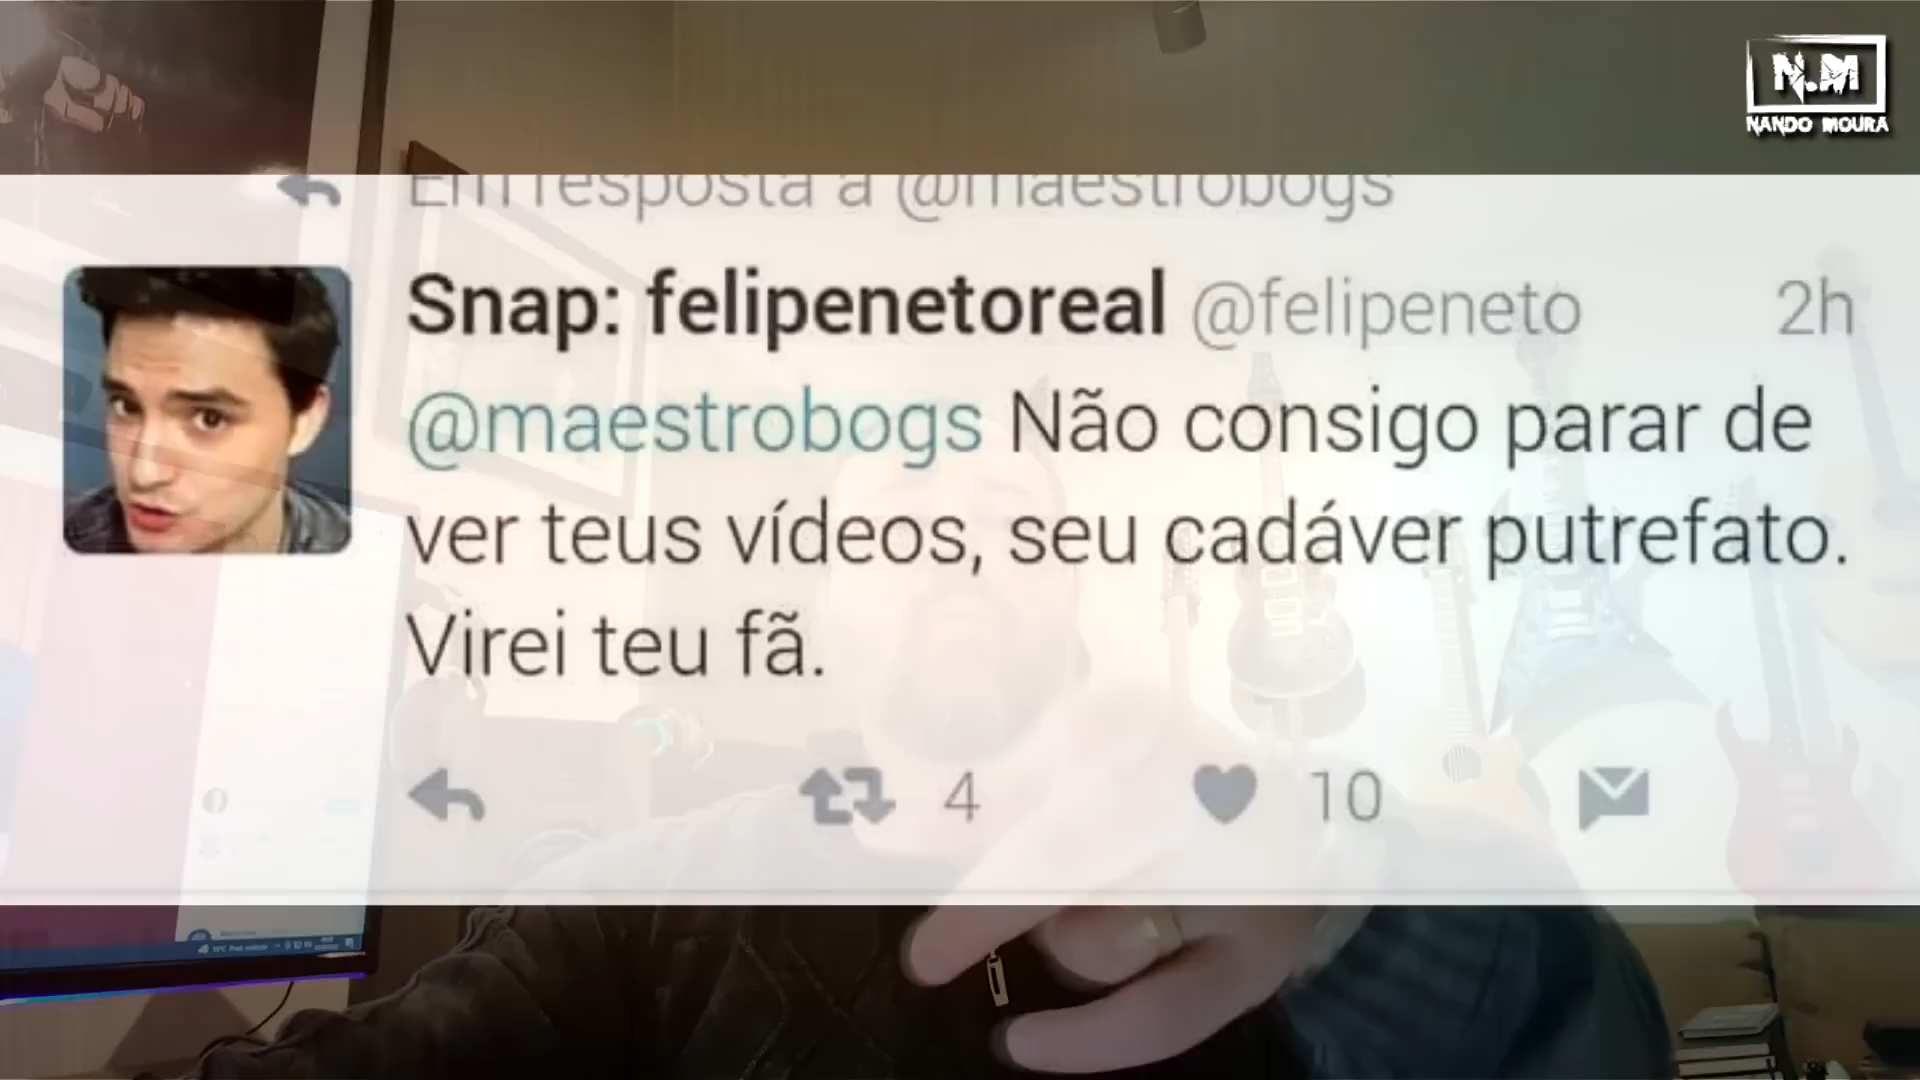 N.M
NANDO MOURA
Em resposta a @maestrobogs
Snap: felipenetoreal @felipeneto 2h
@maestrobogs Não consigo parar de
ver teus vídeos, seu cadáver putrefato.
Virei teu fã.
4 10